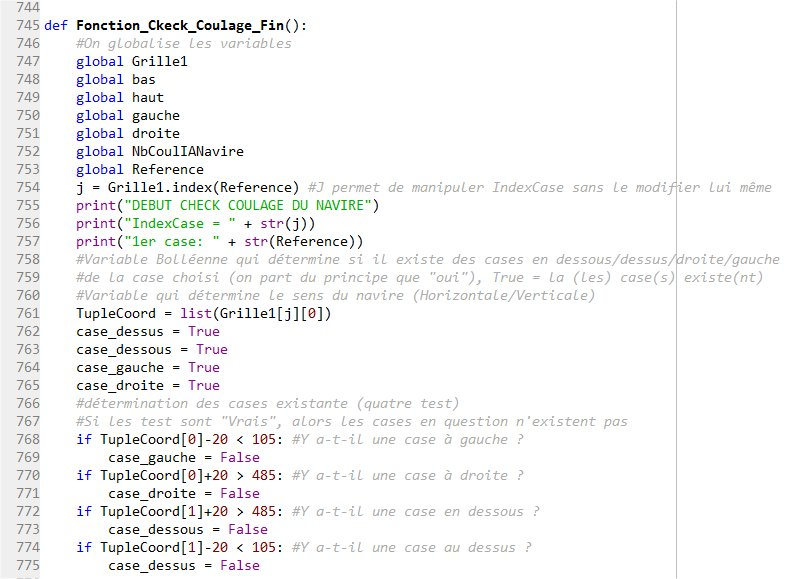 744
745 def Fonction_Ckeck_Coulage_Fin():
746 #On globalise les variables
747 global Grille1
748 global bas
749 global haut
750 global gauche
751 global droite
752 global NbCoulIANavire
753 global Reference
754 j = Grille1.index(Reference) #J permet de manipuler IndexCase sans le modifier lui même
755 print("DEBUT CHECK COULAGE DU NAVIRE")
756 print("IndexCase = " + str(j))
757 print("1er case: " + str(Reference))
758 #Variable Bolléenne qui détermine si il existe des cases en dessous/dessus/droite/gauche
759 #de la case choisi (on part du principe que "oui"), True = la (les) case(s) existe(nt)
760 #Variable qui détermine le sens du navire (Horizontale/Verticale)
761 TupleCoord = list(Grille1[j][0])
762 case_dessus = True
763 case_dessous = True
764 case_gauche = True
765 case_droite = True
766 #détermination des cases existante (quatre test)
767 #Si les test sont "Vrais", alors les cases en question n'existent pas
768 if TupleCoord[0]-20 < 105: #Y a-t-il une case à gauche ?
769 case_gauche = False
770 if TupleCoord[0]+20 > 485: #Y a-t-il une case à droite ?
771 case_droite = False
772 if TupleCoord[1]+20 > 485: #Y a-t-il une case en dessous ?
773 case_dessous = False
774 if TupleCoord[1]-20 < 105: #Y a-t-il une case au dessus ?
775 case_dessus = False